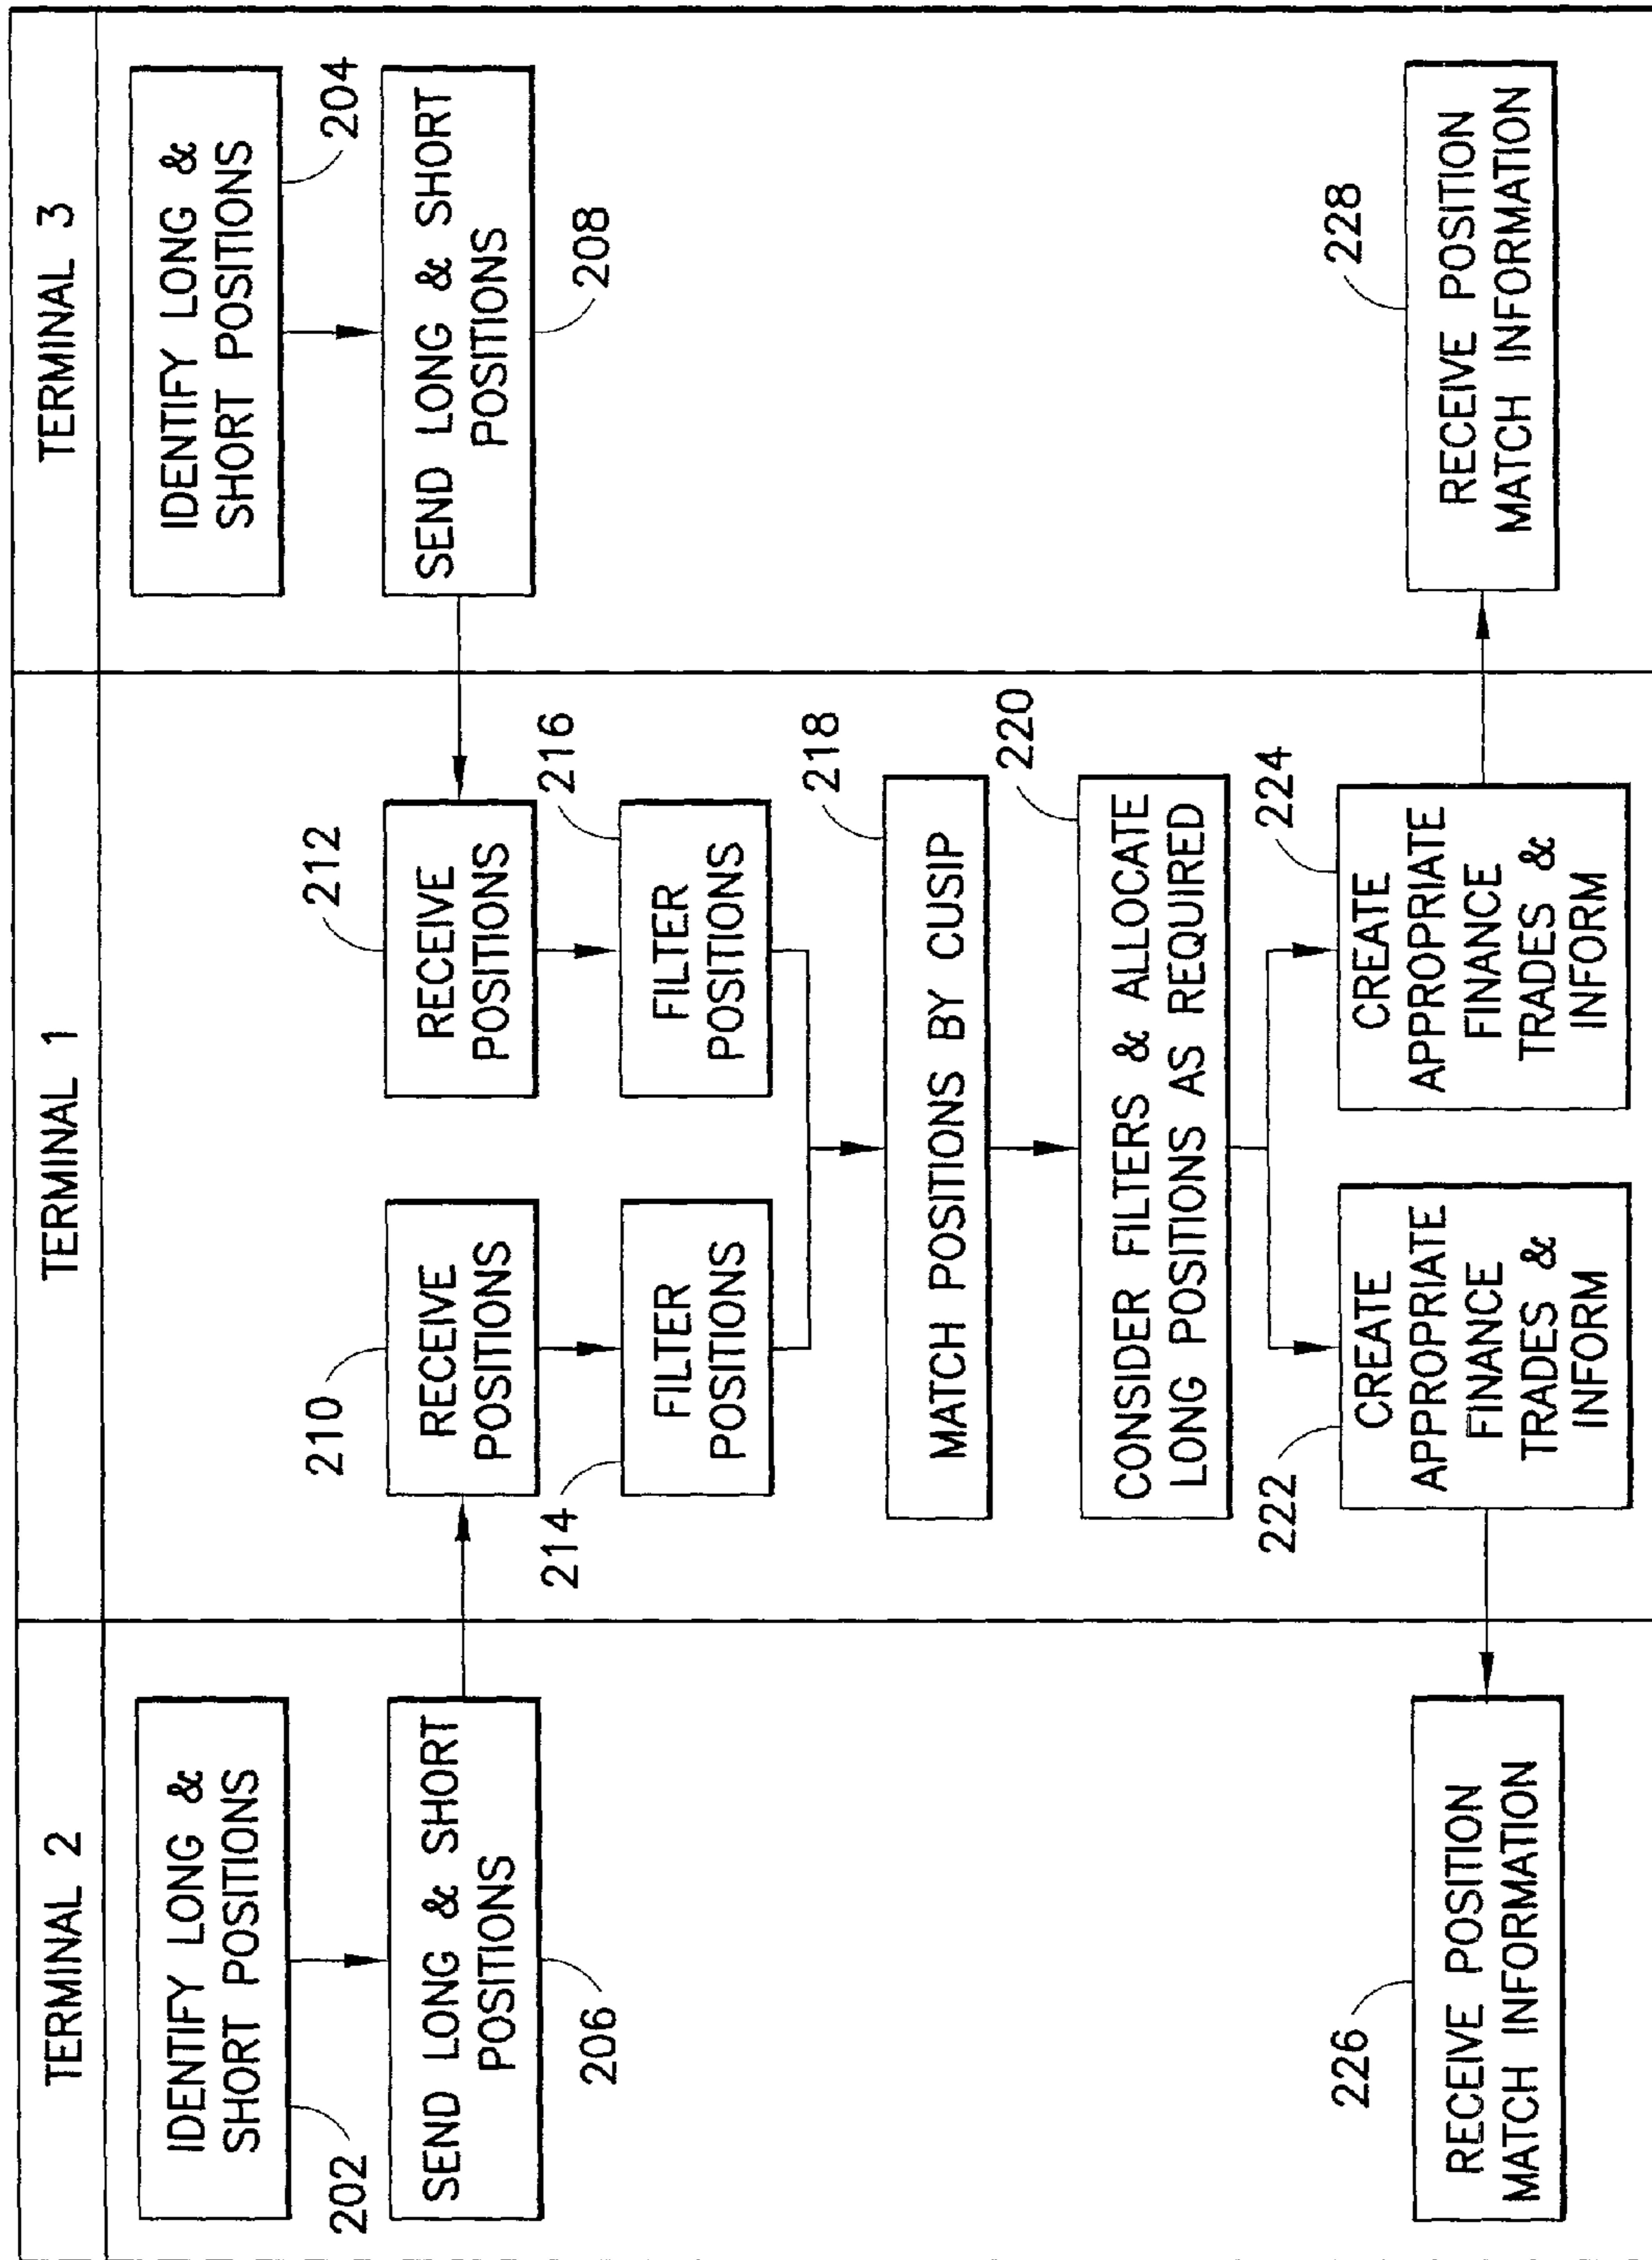 TERMINAL 2
TERMINAL 1
TERMINAL 3
IDENTIFY LONG &
SHORT POSITIONS
202
SEND LONG & SHORT
POSITIONS
206
IDENTIFY LONG &
SHORT POSITIONS
204
SEND LONG & SHORT
POSITIONS
208
210
RECEIVE
POSITIONS
212
RECEIVE
POSITIONS
214
FILTER
POSITIONS
216
FILTER
POSITIONS
218
MATCH POSITIONS BY CUSIP
220
CONSIDER FILTERS & ALLOCATE
LONG POSITIONS AS REQUIRED
222
CREATE
APPROPRIATE
FINANCE
TRADES &
INFORM
224
CREATE
APPROPRIATE
FINANCE
TRADES &
INFORM
226
RECEIVE POSITION
MATCH INFORMATION
228
RECEIVE POSITION
MATCH INFORMATION